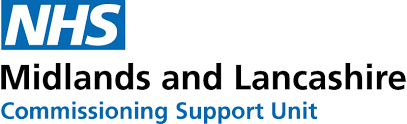 NHS
Midlands and Lancashire
Commissioning Support Unit